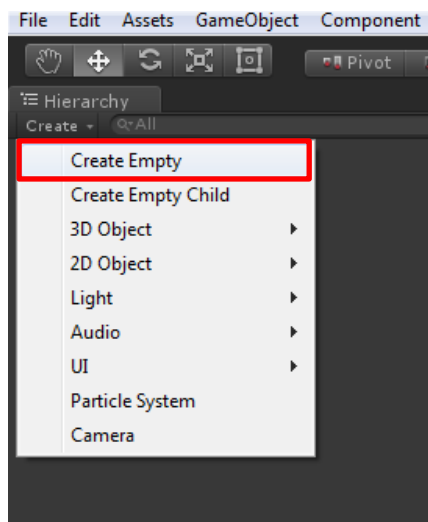 File Edit Assets GameObject Component
Pivot
Hierarchy
Create All
Create Empty
Create Empty Child
3D Object
2D Object
Light
Audio
UI
Particle System
Camera